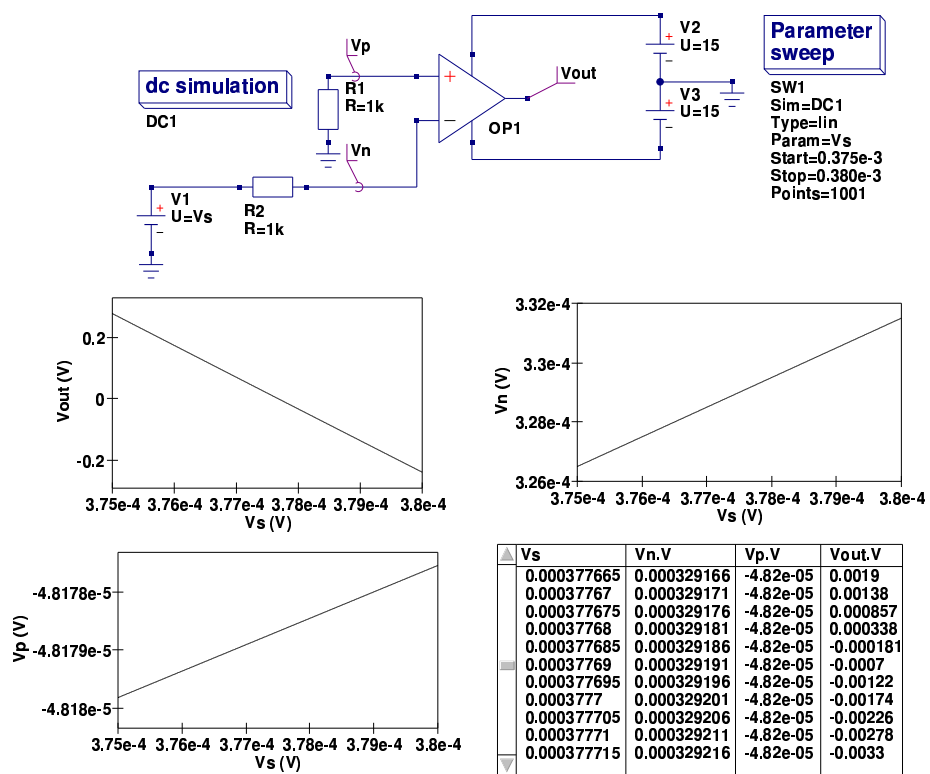 dc simulation
DC1
Vp
R1
R=1k
Vn
V1
U=Vs
R2
R=1k
OP1
Vout
V2
U=15
V3
U=15
Parameter
sweep
SW1
Sim=DC1
Type=lin
Param=Vs
Start=0.375e-3
Stop=0.380e-3
Points=1001
Vout (V)
0.2
0
-0.2
3.75e-4 3.76e-4 3.77e-4 3.78e-4 3.79e-4 3.8e-4
Vs (V)
Vn (V)
3.32e-4
3.3e-4
3.28e-4
3.26e-4
3.75e-4 3.76e-4 3.77e-4 3.78e-4 3.79e-4 3.8e-4
Vs (V)
Vp (V)
-4.8178e-5
-4.8179e-5
-4.818e-5
3.75e-4 3.76e-4 3.77e-4 3.78e-4 3.79e-4 3.8e-4
Vs (V)
Vs Vn.V Vp.V Vout.V
0.000377665 0.000329166 -4.82e-05 0.0019
0.00037767 0.000329171 -4.82e-05 0.00138
0.000377675 0.000329176 -4.82e-05 0.000857
0.00037768 0.000329181 -4.82e-05 0.000338
0.000377685 0.000329186 -4.82e-05 -0.000181
0.00037769 0.000329191 -4.82e-05 -0.0007
0.000377695 0.000329196 -4.82e-05 -0.00122
0.0003777 0.000329201 -4.82e-05 -0.00174
0.000377705 0.000329206 -4.82e-05 -0.00226
0.00037771 0.000329211 -4.82e-05 -0.00278
0.000377715 0.000329216 -4.82e-05 -0.0033